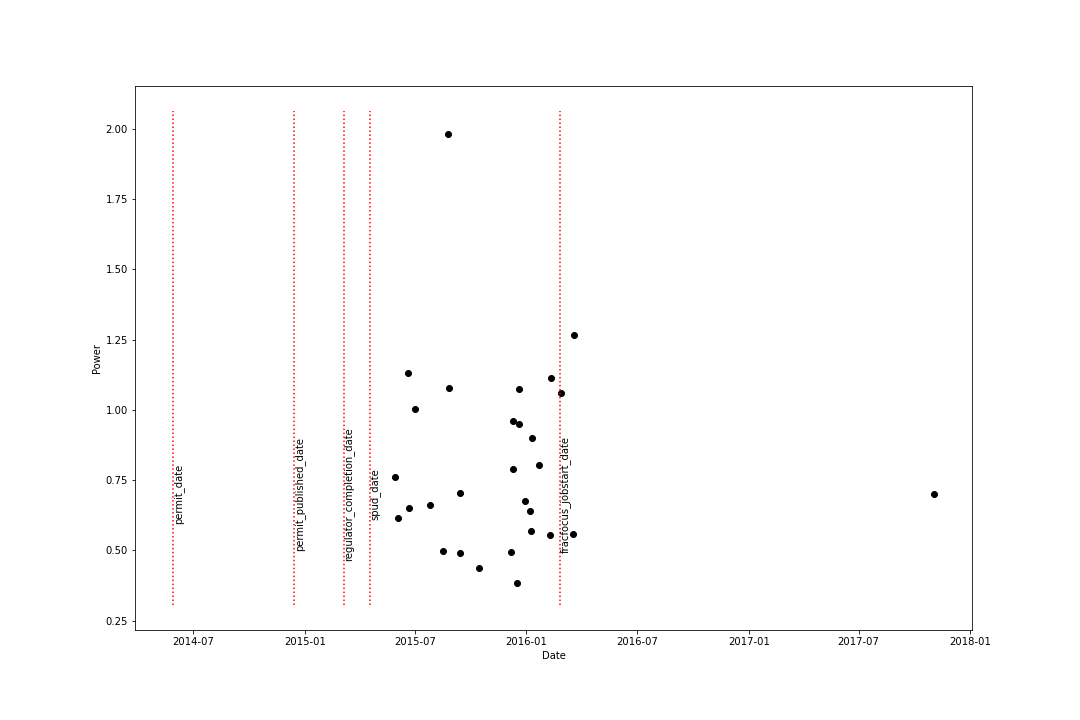 2.00
1.75
1.50
1.25
1.00
0.75
0.50
0.25
Power
permit_date
permit_published_date
regulator_completion_date
spud_date
fracfocus_jobstart_date
2014-07
2015-01
2015-07
2016-01
2016-07
2017-01
2017-07
2018-01
Date